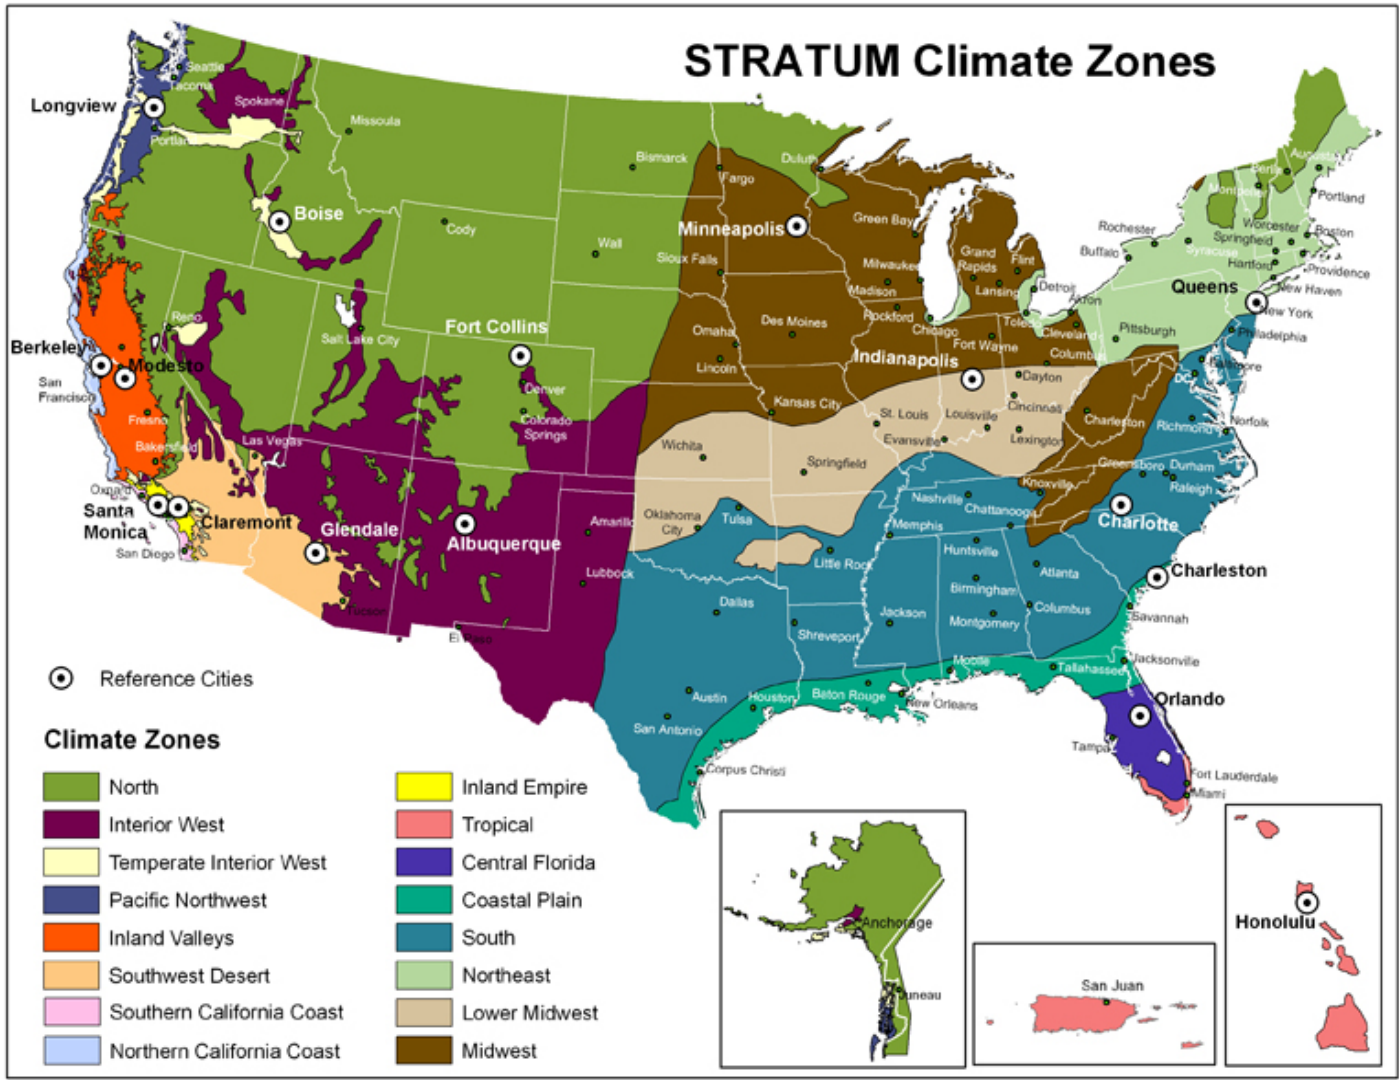 STRATUM Climate Zones
Seattle
Tacoma
Longview
Spokane
Portland
Missoula
Boise
Cody
Bismarck
Fargo
Duluth
Wall
Sioux Falls
Minneapolis
Green Bay
Milwaukee
Madison
Rockford
Chicago
Grand
Rapids
Flint
Lansing
Detroit
Toledo
Akron
Cleveland
Fort Wayne
Columbus
Indianapolis
Dayton
Cincinnati
Augusta
Berlin
Montpelier
Portland
Rochester
Buffalo
Syracuse
Worcester
Boston
Springfield
Hartford
Providence
New Haven
Queens
New York
Pittsburgh
Philadelphia
Baltimore
DC
Richmond
Norfolk
Reno
Salt Lake City
Fort Collins
Denver
Colorado
Springs
Omaha
Lincoln
Des Moines
Kansas City
St. Louis
Louisville
Evansville
Lexington
Charleston
Berkeley
Modesto
San
Francisco
Fresno
Bakersfield
Las Vegas
Wichita
Springfield
Oklahoma
City
Tulsa
Nashville
Knoxville
Chattanooga
Greensboro
Durham
Raleigh
Charlotte
Memphis
Little Rock
Huntsville
Birmingham
Atlanta
Columbus
Montgomery
Jackson
Shreveport
Charleston
Savannah
Oxnard
Santa
Monica
Claremont
San Diego
Glendale
Tucson
Albuquerque
El Paso
Amarillo
Lubbock
Dallas
Austin
San Antonio
Houston
Corpus Christi
Baton Rouge
New Orleans
Mobile
Tallahassee
Jacksonville
Orlando
Tampa
Fort Lauderdale
Miami
Reference Cities
Climate Zones
North
Interior West
Temperate Interior West
Pacific Northwest
Inland Valleys
Southwest Desert
Southern California Coast
Northern California Coast
Inland Empire
Tropical
Central Florida
Coastal Plain
South
Northeast
Lower Midwest
Midwest
Anchorage
Juneau
San Juan
Honolulu